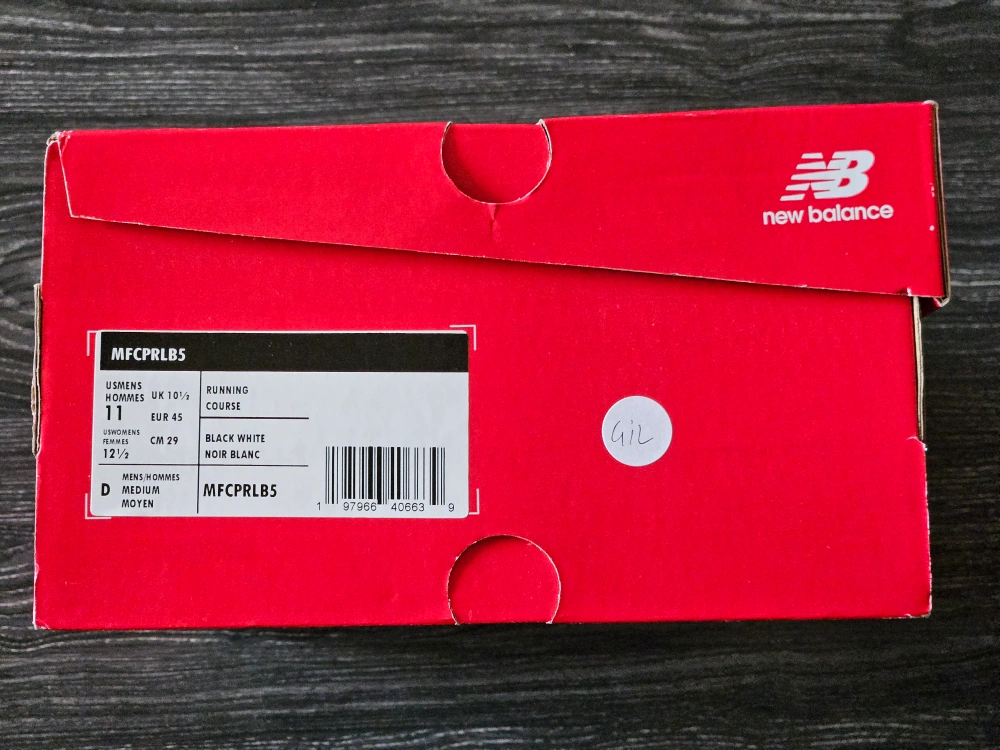 NB
new balance
MFCPRLB5
USMENS
HOMMES
11
UK 10½
EUR 45
USWOMENS
FEMMES
12½
CM 29
RUNNING
COURSE
BLACK WHITE
NOIR BLANC
D
MENS/HOMMES
MEDIUM
MOYEN
MFCPRLB5
1 97966 40663 9
GiL